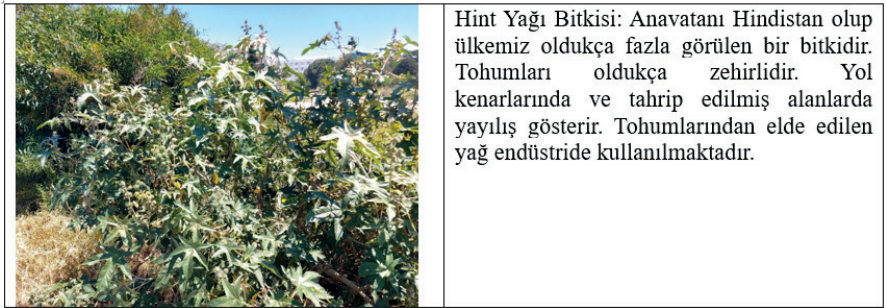 Hint Yağı Bitkisi: Anavatanı Hindistan olup
ülkemiz oldukça fazla görülen bir bitkidir.
Tohumları oldukça zehirlidir. Yol
kenarlarında ve tahrip edilmiş alanlarda
yayılış gösterir. Tohumlarından elde edilen
yağ endüstride kullanılmaktadır.